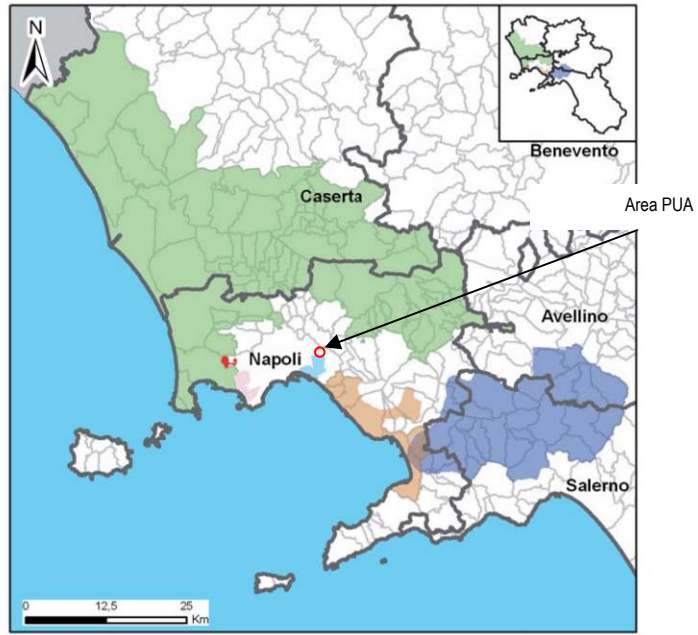 N
Benevento
Caserta
Area PUA
Avellino
Napoli
Salerno
0 12,5 25
Km